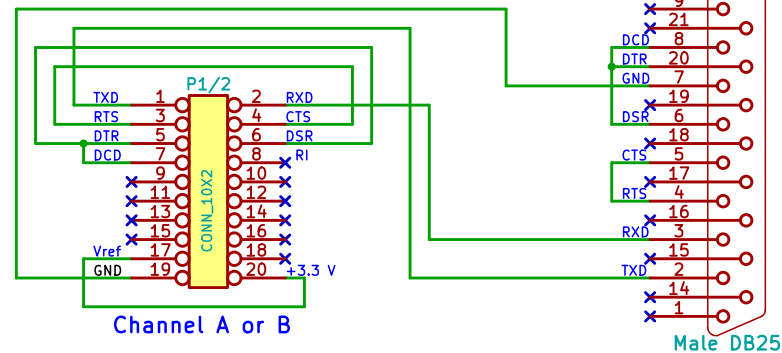 9
21
DCD 8
DTR 20
GND 7
19
DSR 6
18
CTS 5
17
RTS 4
16
RXD 3
15
TXD 2
14
1
Male DB25
P1/2
TXD 1 2 RXD
RTS 3 4 CTS
DTR 5 6 DSR
DCD 7 8 RI
9 10
11 12
13 14
15 16
Vref 17 18
GND 19 20 +3.3 V
CONN_10X2
Channel A or B